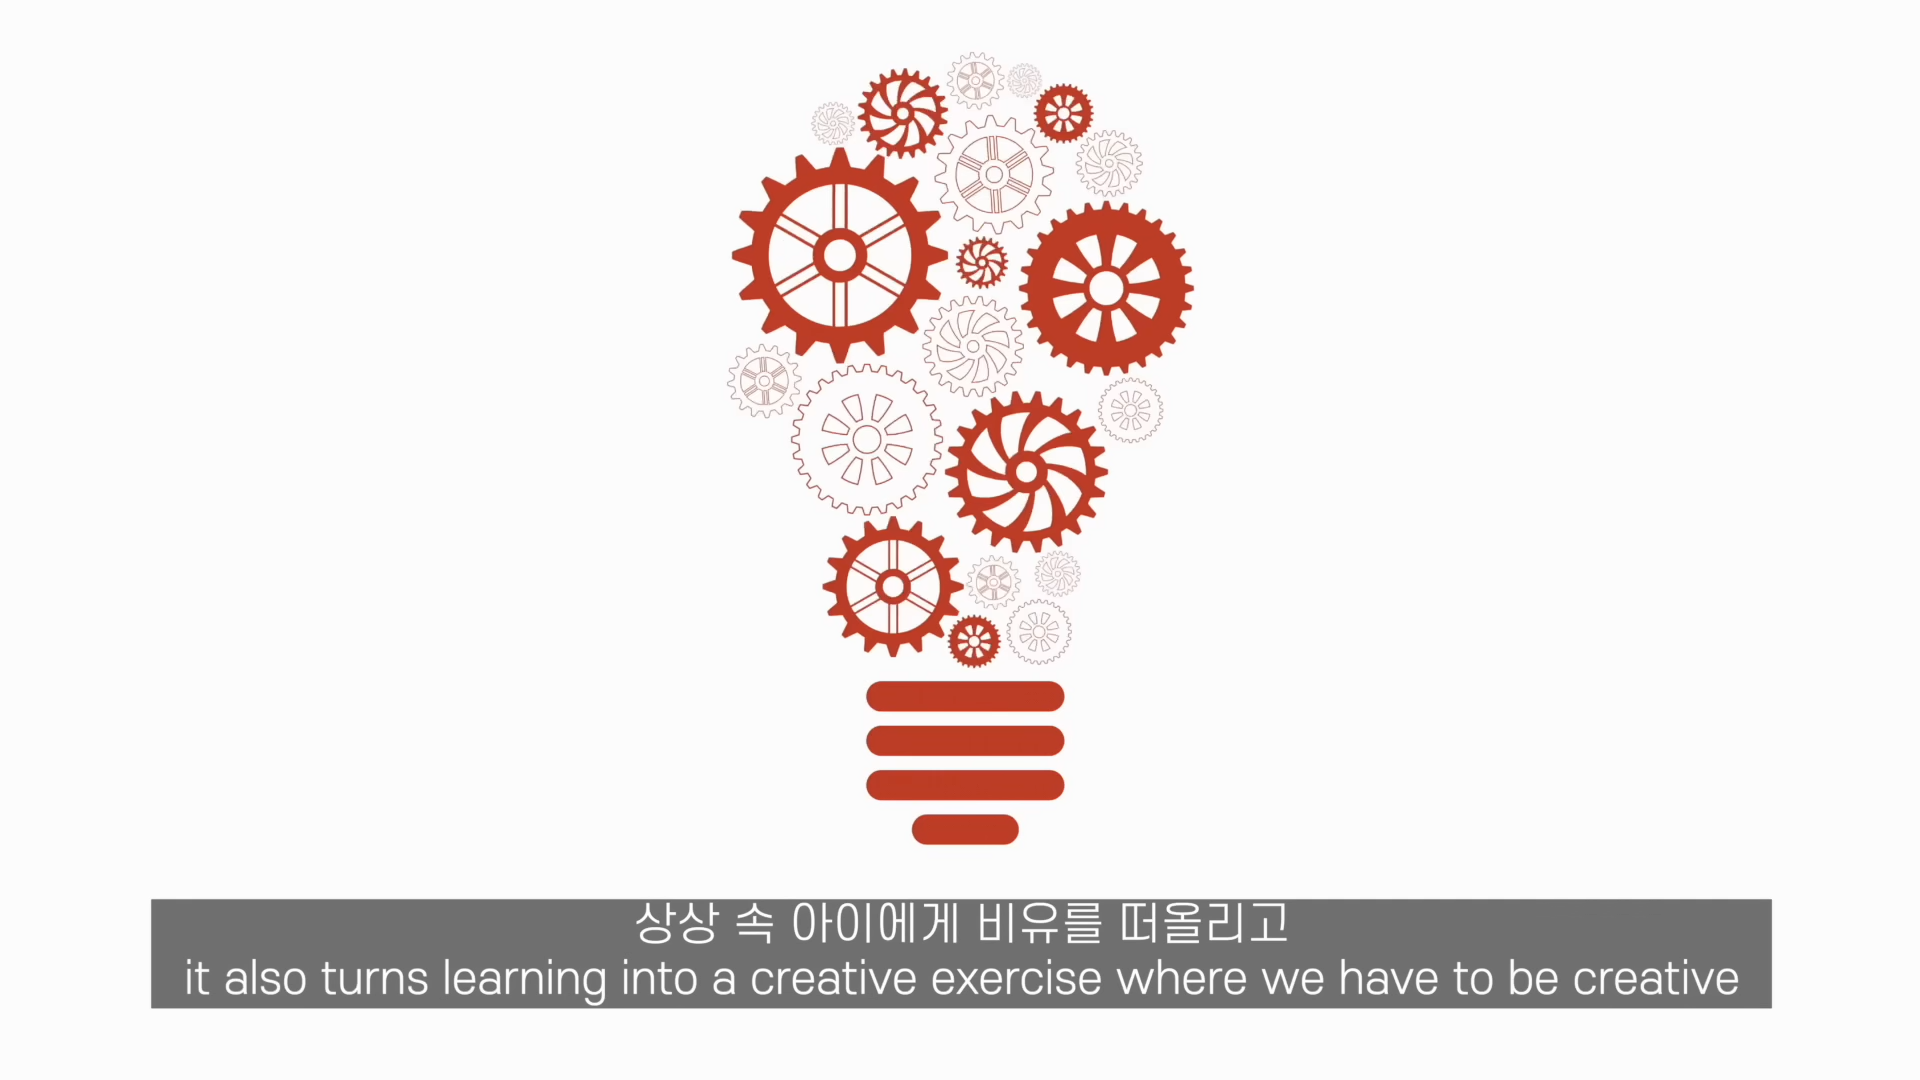 상상 속 아이에게 비유를 떠올리고
it also turns learning into a creative exercise where we have to be creative